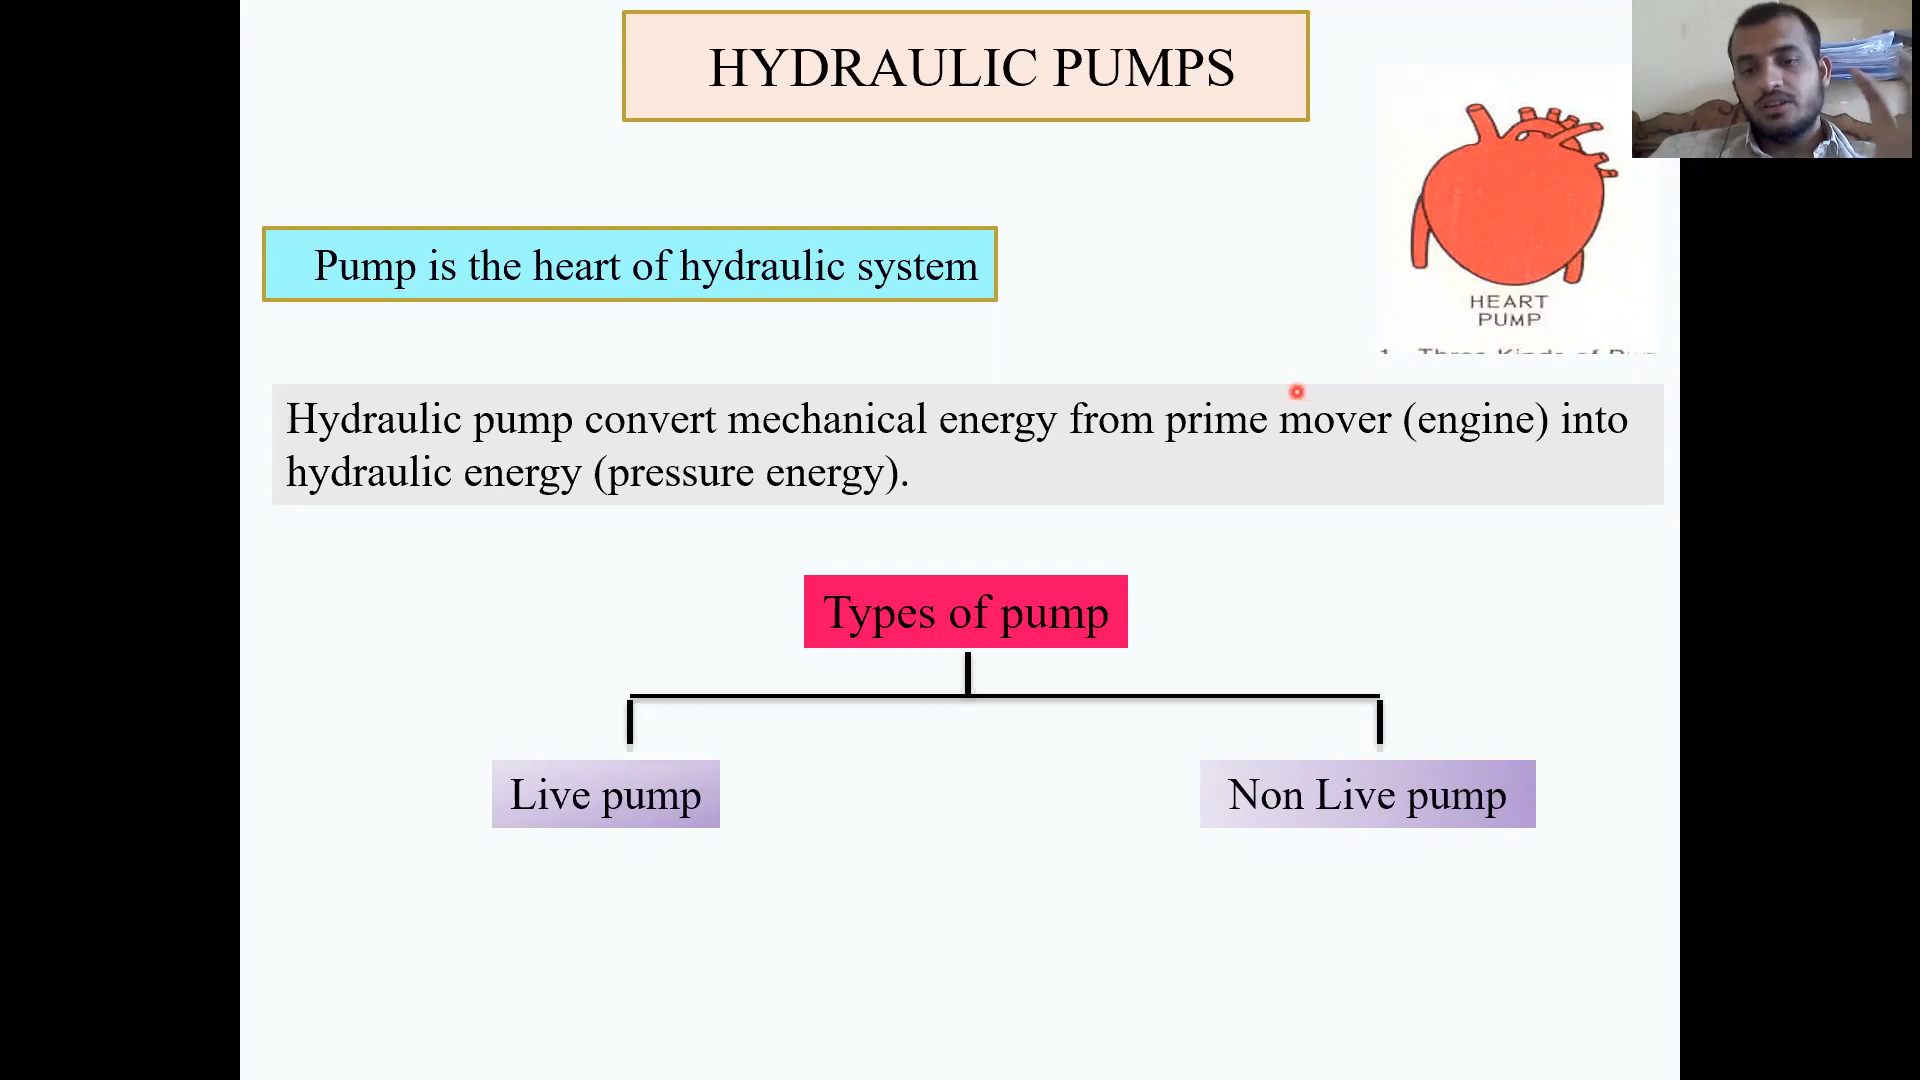 HYDRAULIC PUMPS
Pump is the heart of hydraulic system
HEART
PUMP
Hydraulic pump convert mechanical energy from prime mover (engine) into
hydraulic energy (pressure energy).
Types of pump
Live pump
Non Live pump